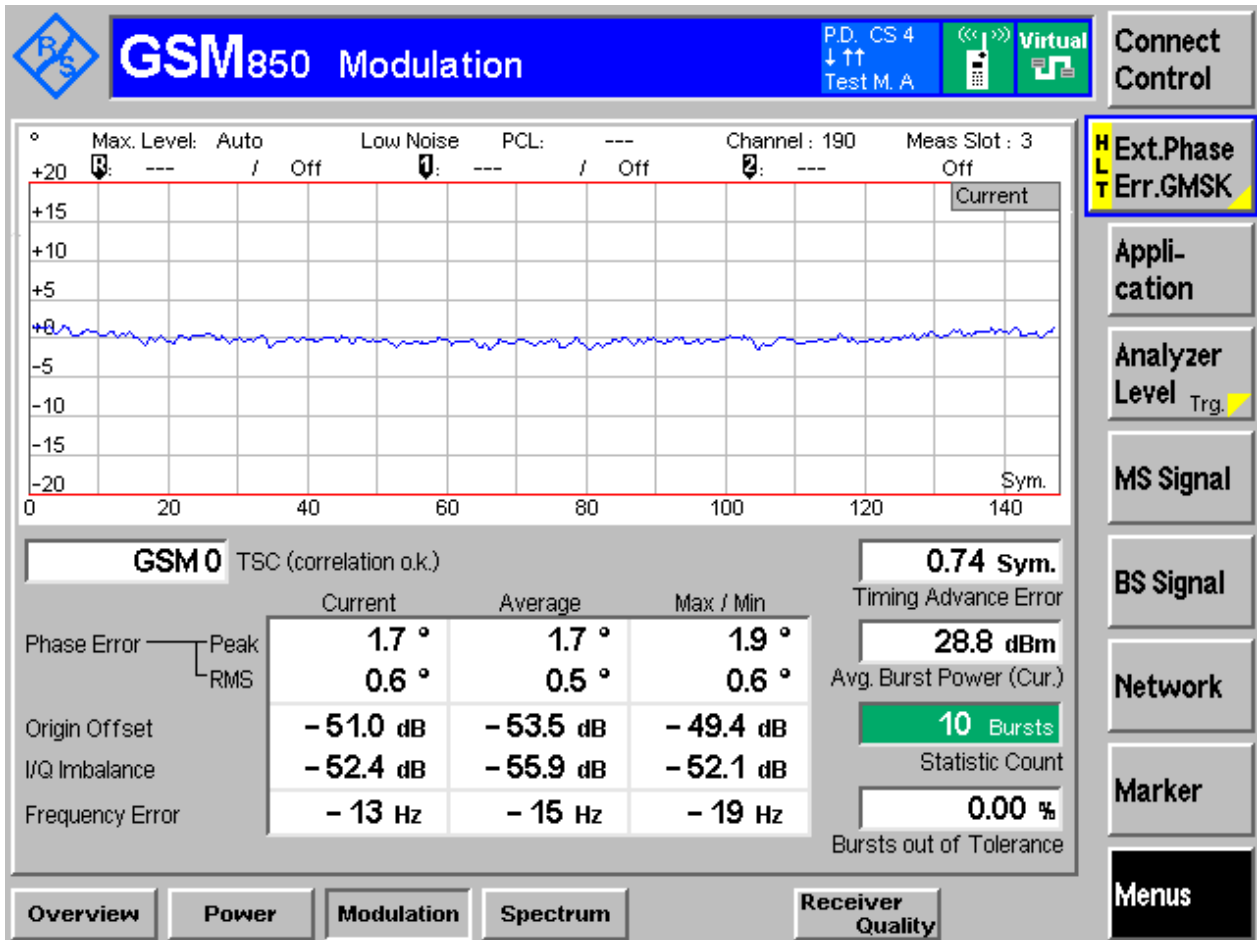 R/S
GSM850 Modulation
P.D. CS 4
↓ ↑↑
Test M. A
Virtual
Connect
Control
° Max. Level: Auto Low Noise PCL: --- Channel : 190 Meas Slot : 3
R: --- / Off 1: --- / Off 2: --- Off
Current
+20
+15
+10
+5
+0
-5
-10
-15
-20
Sym.
0 20 40 60 80 100 120 140
GSM 0 TSC (correlation o.k.)
0.74 Sym.
Timing Advance Error
Current Average Max / Min
Phase Error Peak 1.7 ° 1.7 ° 1.9 °
RMS 0.6 ° 0.5 ° 0.6 °
Origin Offset – 51.0 dB – 53.5 dB – 49.4 dB
I/Q Imbalance – 52.4 dB – 55.9 dB – 52.1 dB
Frequency Error – 13 Hz – 15 Hz – 19 Hz
28.8 dBm
Avg. Burst Power (Cur.)
10 Bursts
Statistic Count
0.00 %
Bursts out of Tolerance
HLT
Ext.Phase
Err.GMSK
Appli-
cation
Analyzer
Level Trg.
MS Signal
BS Signal
Network
Marker
Menus
Overview Power Modulation Spectrum Receiver
Quality